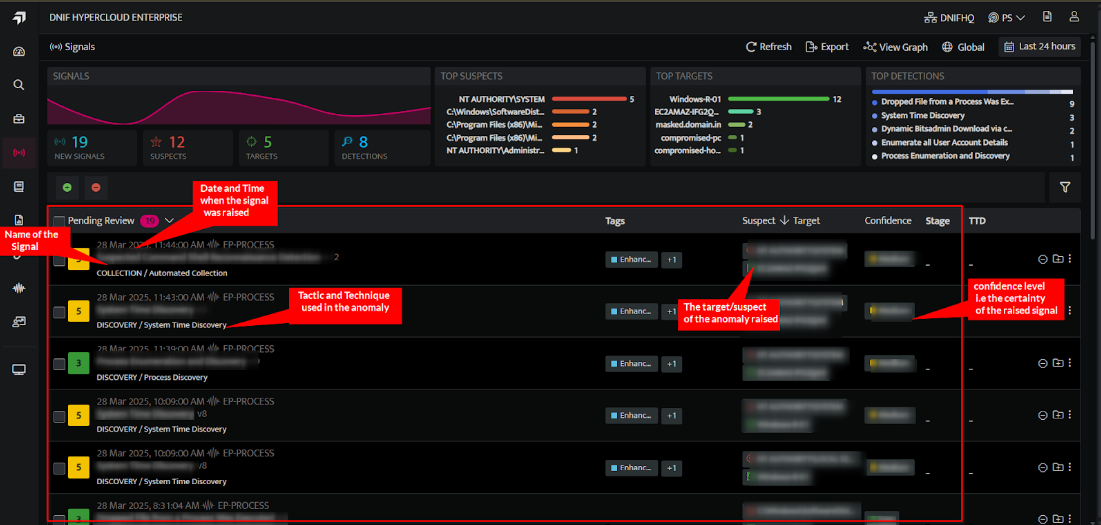 DNIF HYPERCLOUD ENTERPRISE
DNIFHQ
PS
Signals
Refresh
Export
View Graph
Global
Last 24 hours
SIGNALS
19
NEW SIGNALS
12
SUSPECTS
5
TARGETS
8
DETECTIONS
TOP SUSPECTS
NT AUTHORITY\SYSTEM 5
C:\Windows\SoftwareDist... 2
C:\Program Files (x86)\Mi... 2
C:\Program Files (x86)\Mi... 2
NT AUTHORITY\Administr... 1
TOP TARGETS
Windows-R-01 12
EC2AMAZ-IFG2Q... 3
masked.domain.in 2
compromised-pc 1
compromised-ho... 1
TOP DETECTIONS
Dropped File from a Process Was Ex... 9
System Time Discovery 3
Dynamic Bitsadmin Download via c... 2
Enumerate all User Account Details 1
Process Enumeration and Discovery 1
Date and Time
when the signal
was raised
Pending Review 19
Tags
Suspect
Target
Confidence
Stage
TTD
Name of the
Signal
28 Mar 2025, 11:44:00 AM EP-PROCESS
COLLECTION / Automated Collection
Enhanc... +1
28 Mar 2025, 11:43:00 AM EP-PROCESS
5
DISCOVERY / System Time Discovery
Enhanc... +1
Tactic and Technique
used in the anomaly
The target/suspect
of the anomaly raised
confidence level
i.e the certainty
of the raised signal
28 Mar 2025, 11:39:00 AM EP-PROCESS
3
DISCOVERY / Process Discovery
Enhanc... +1
28 Mar 2025, 10:09:00 AM EP-PROCESS
5
v8
DISCOVERY / System Time Discovery
Enhanc... +1
28 Mar 2025, 10:09:00 AM EP-PROCESS
5
v8
DISCOVERY / System Time Discovery
Enhanc... +1
28 Mar 2025, 8:31:04 AM EP-PROCESS
3